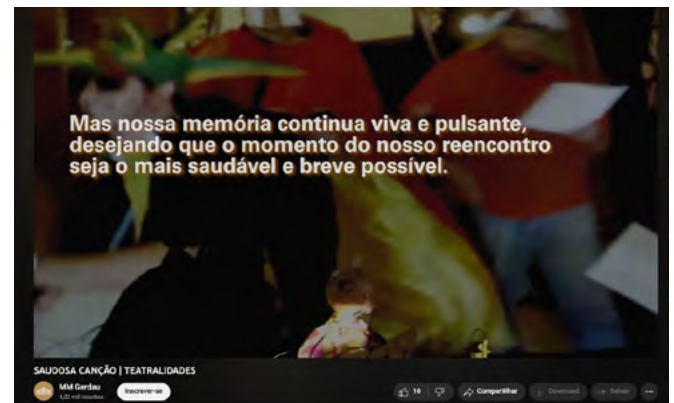 Mas nossa memória continua viva e pulsante,
desejando que o momento do nosso reencontro
seja o mais saudável e breve possível.
SAUDOSA CANÇÃO | TEATRALIDADES
MM Gerdau
Inscrever-se
16
Compartilhar
Download
Salvar